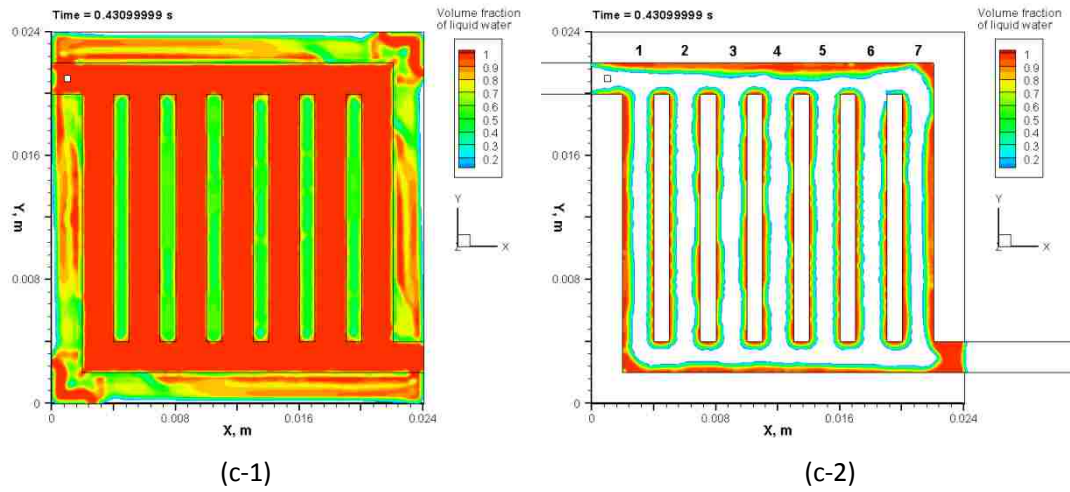 Time = 0.43099999 s
Volume fraction
of liquid water
1
0.9
0.8
0.7
0.6
0.5
0.4
0.3
0.2
0.024
0.016
0.008
0
Y, m
0 0.008 0.016 0.024
X, m
Y
Z X
(c-1)
Time = 0.43099999 s
Volume fraction
of liquid water
1
0.9
0.8
0.7
0.6
0.5
0.4
0.3
0.2
1 2 3 4 5 6 7
0.024
0.016
0.008
0
Y, m
0 0.008 0.016 0.024
X, m
Y
Z X
(c-2)